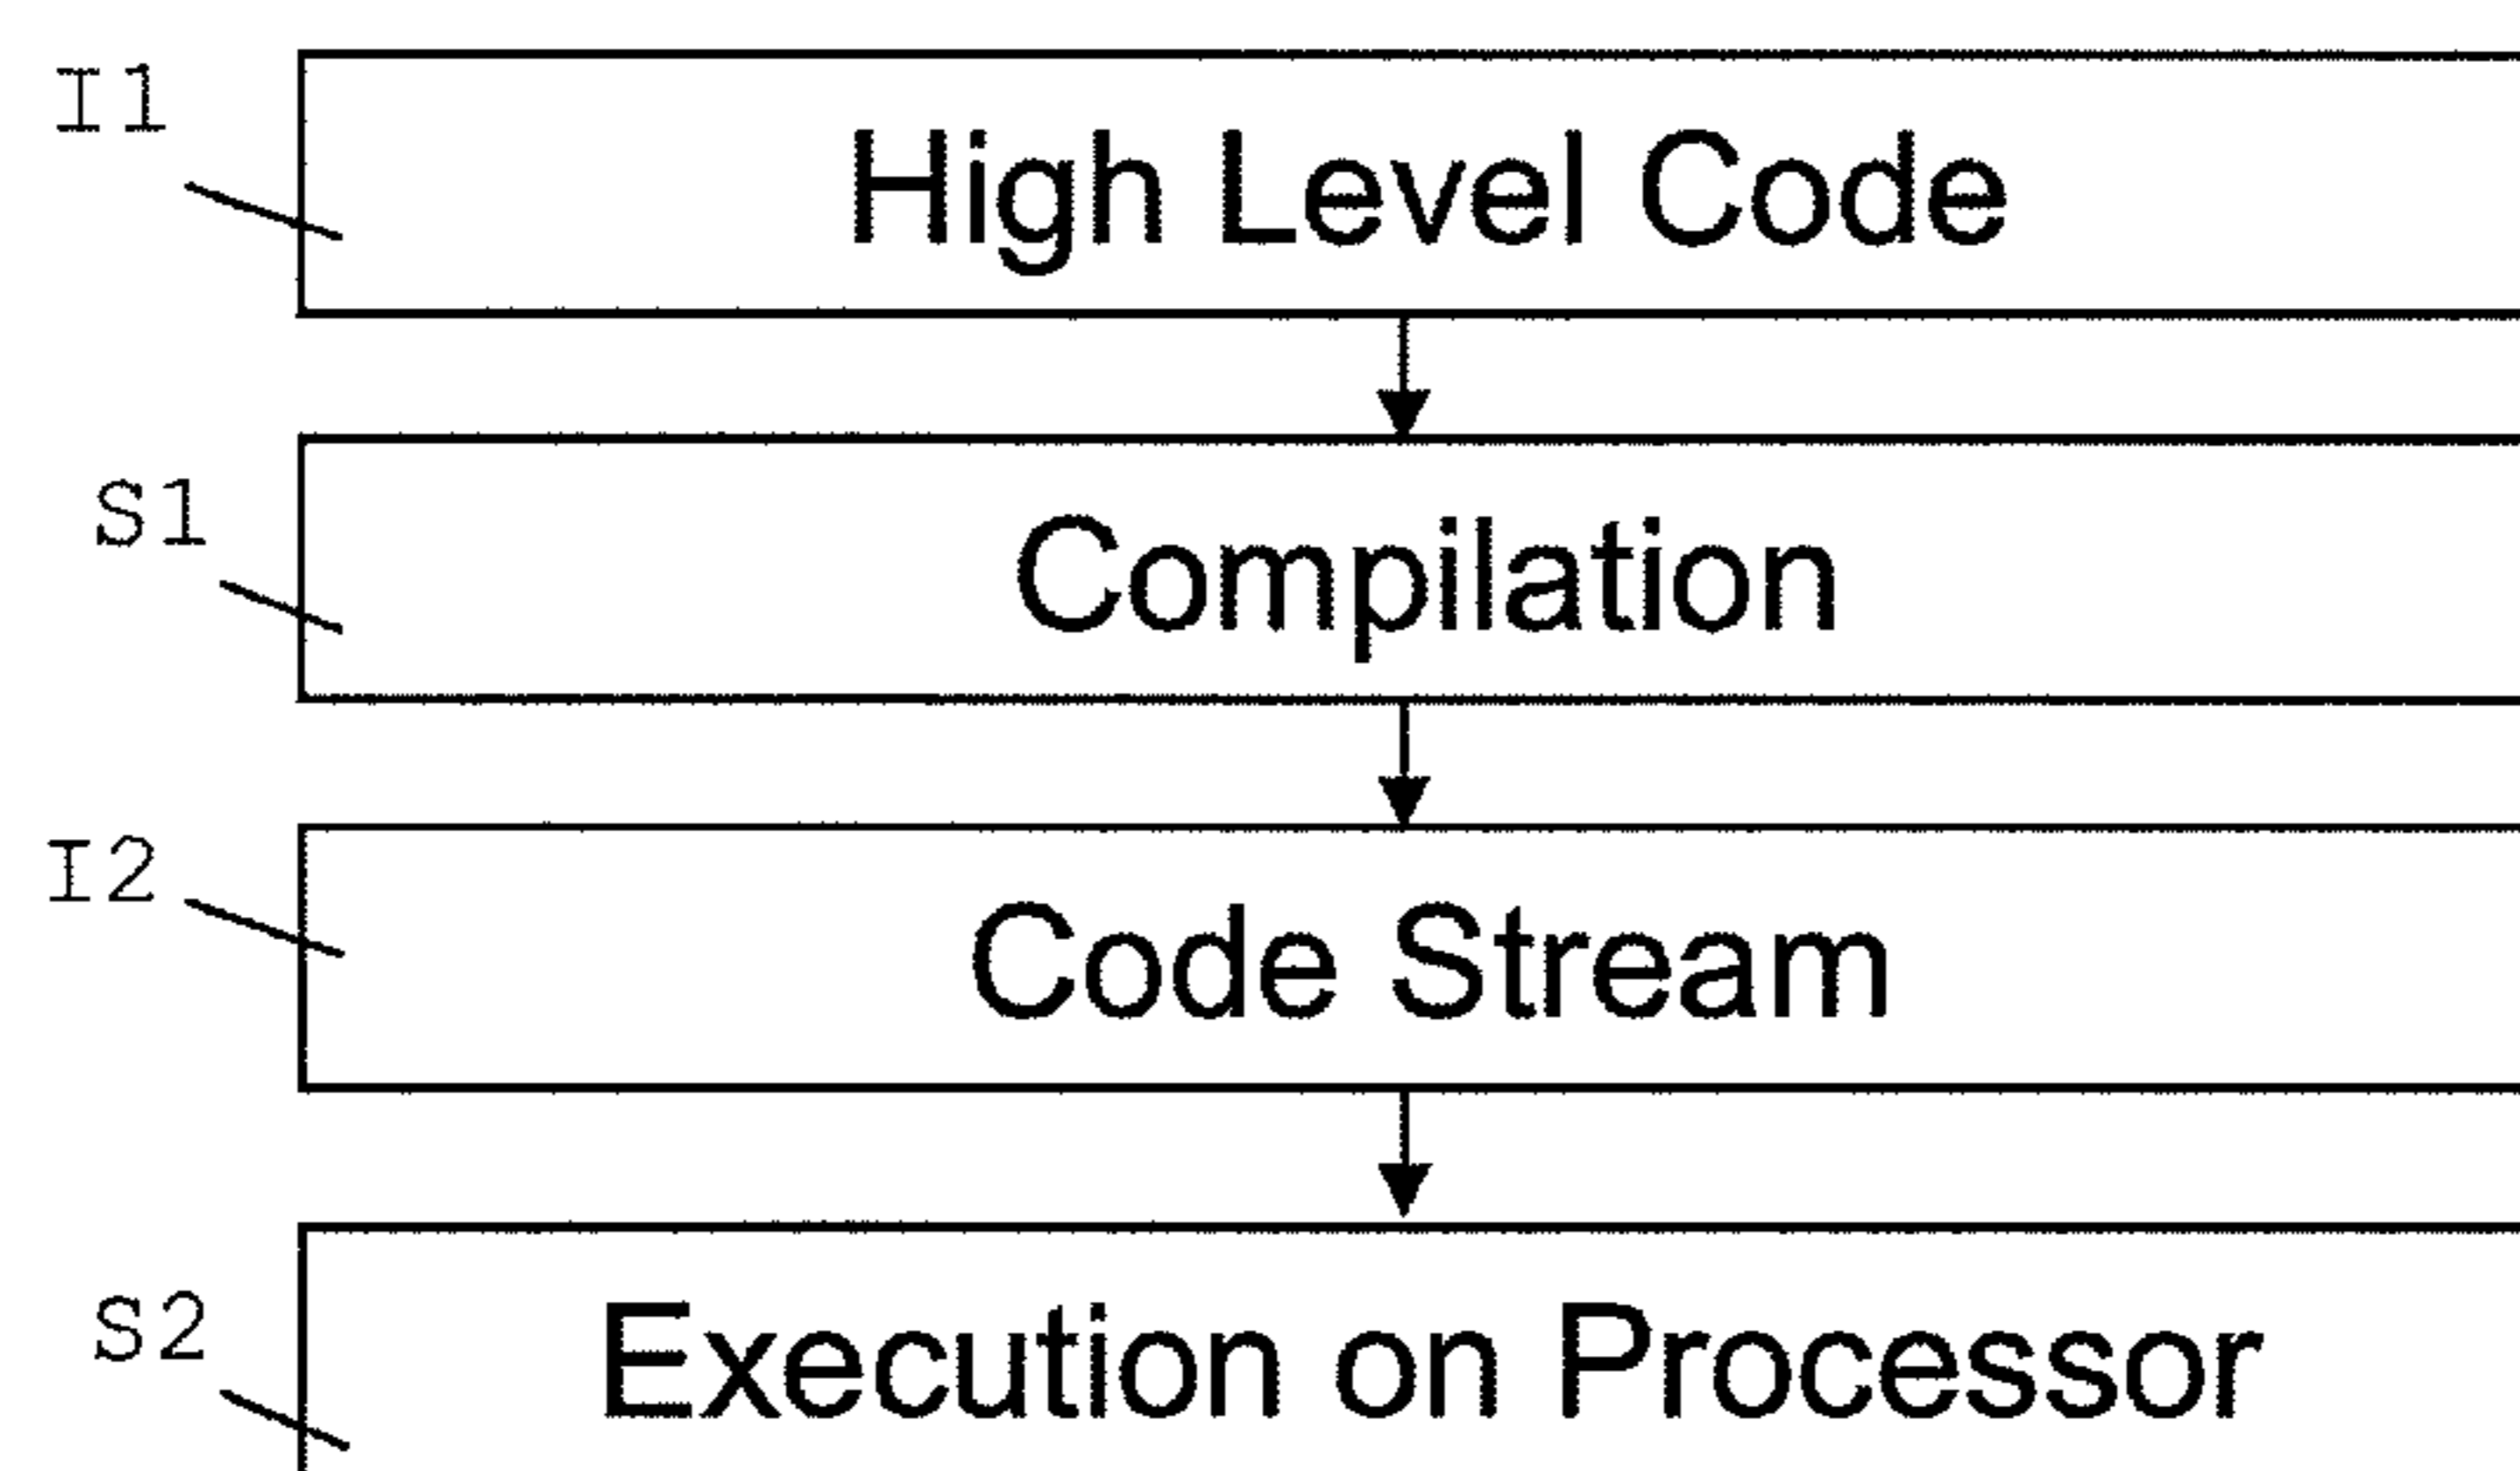 I1
High Level Code
S1
Compilation
I2
Code Stream
S2
Execution on Processor